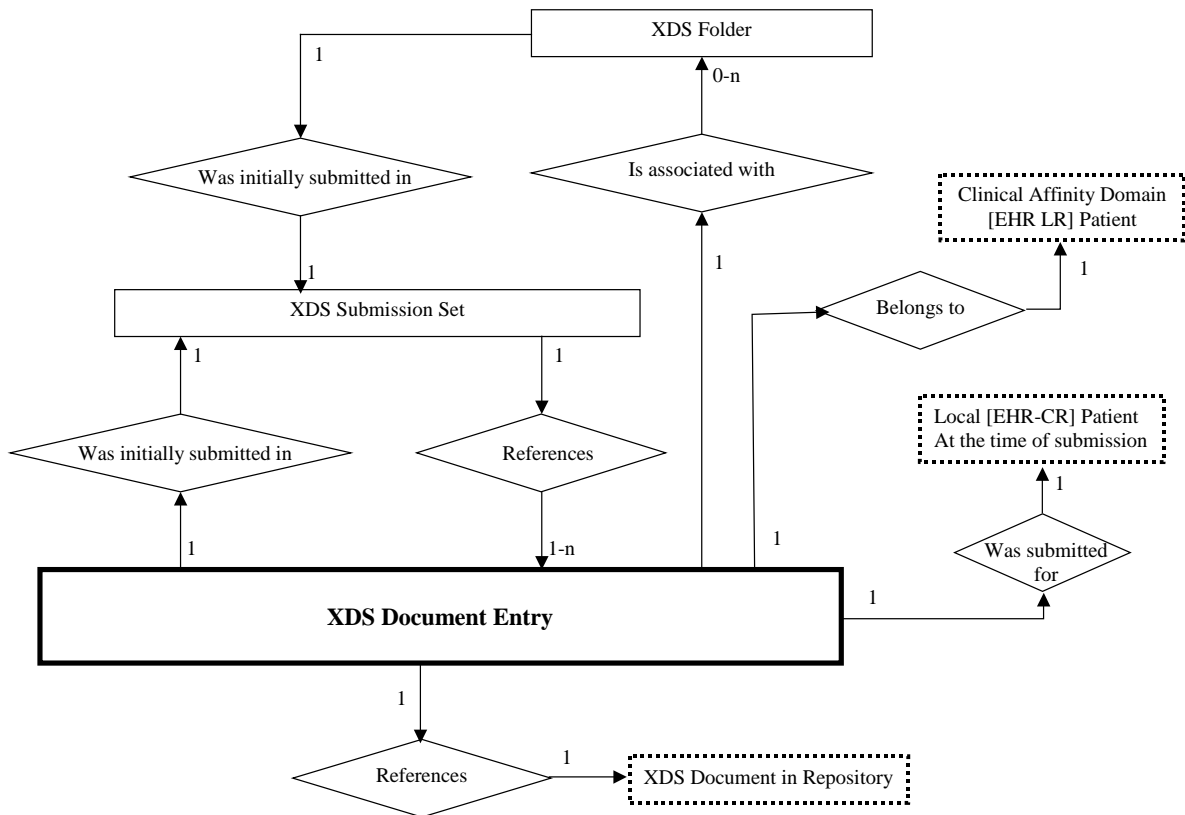 XDS Folder
1
0-n
Was initially submitted in
Is associated with
Clinical Affinity Domain
[EHR LR] Patient
1
1
1
XDS Submission Set
Belongs to
1
1
Local [EHR-CR] Patient
At the time of submission
Was initially submitted in
References
1
1
1-n
1
Was submitted
for
XDS Document Entry
1
1
References
1
XDS Document in Repository